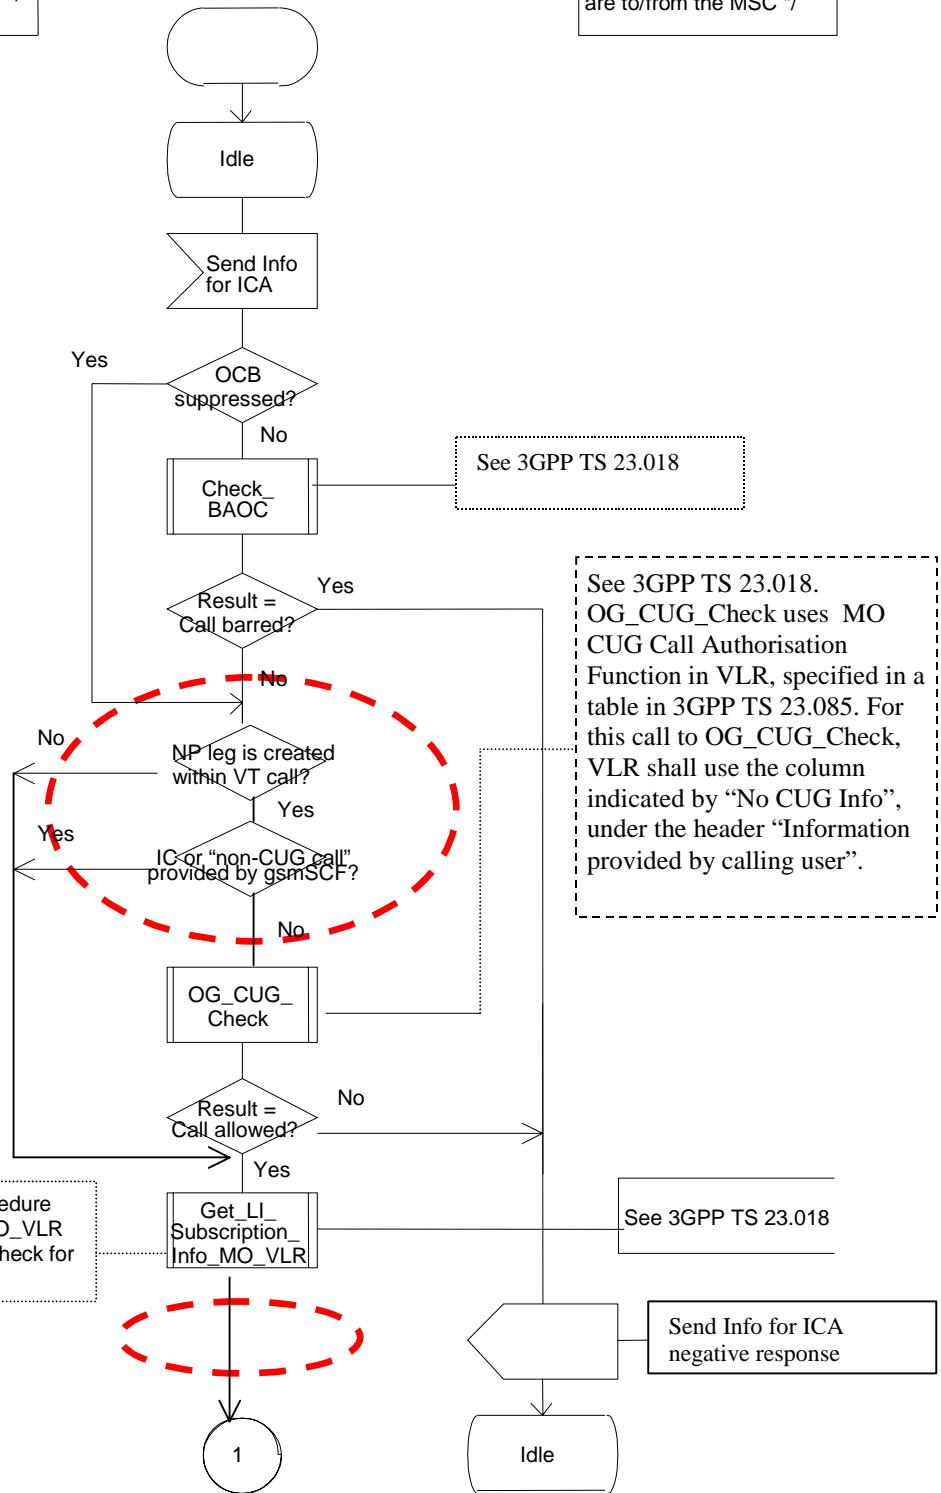 are to/from the MSC */
Idle
Send Info
for ICA
Yes
OCB
suppressed?
No
See 3GPP TS 23.018
Check_
BAOC
Yes
Result =
Call barred?
No
See 3GPP TS 23.018.
OG_CUG_Check uses MO
CUG Call Authorisation
Function in VLR, specified in a
table in 3GPP TS 23.085. For
this call to OG_CUG_Check,
VLR shall use the column
indicated by “No CUG Info”,
under the header “Information
provided by calling user”.
No
NP leg is created
within VT call?
Yes
Yes
IC or “non-CUG call”
provided by gsmSCF?
No
OG_CUG_
Check
No
Result =
Call allowed?
Yes
edure
O_VLR
heck for
Get_LI_
Subscription_
Info_MO_VLR
See 3GPP TS 23.018
Send Info for ICA
negative response
1
Idle